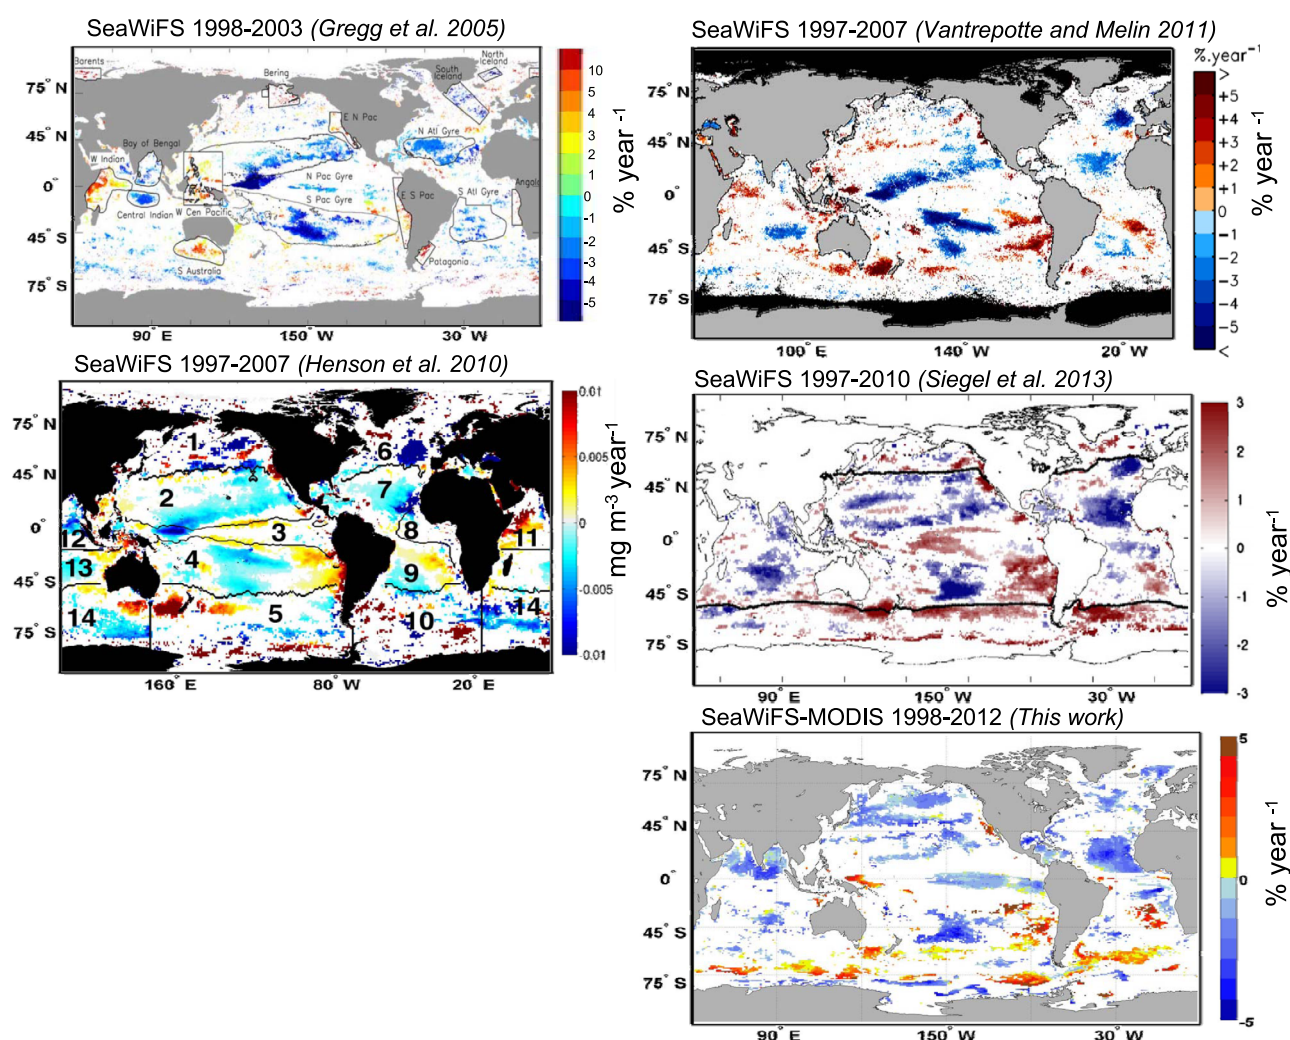 SeaWiFS 1998-2003 (Gregg et al. 2005)
Barents
Bering
North
Iceland
South
Iceland
75° N
45° N
0°
45° S
75° S
E N Pac
N Atl Gyre
Bay of Bengal
W Indian
N Pac Gyre
S Pac Gyre
E S Pac
S Atl Gyre
Angola
Central Indian
W Cen Pacific
S Australia
Patagonia
90° E
150° W
30° W
10
5
4
3
2
1
0
-1
-2
-3
-4
-5
% year -1
SeaWiFS 1997-2007 (Vantrepotte and Melin 2011)
75° N
45° N
0°
45° S
75° S
100° E
140° W
20° W
%.year-1
>
+5
+4
+3
+2
+1
0
-1
-2
-3
-4
-5
<
% year-1
SeaWiFS 1997-2007 (Henson et al. 2010)
75° N
45° N
0°
45° S
75° S
1
2
3
4
5
6
7
8
9
10
11
12
13
14
14
160° E
80° W
20° E
0.01
0.005
0
-0.005
-0.01
mg m-3 year-1
SeaWiFS 1997-2010 (Siegel et al. 2013)
75° N
45° N
0°
45° S
75° S
90° E
150° W
30° W
3
2
1
0
-1
-2
-3
% year-1
SeaWiFS-MODIS 1998-2012 (This work)
75° N
45° N
0°
45° S
75° S
90° E
150° W
30° W
5
0
-5
% year -1